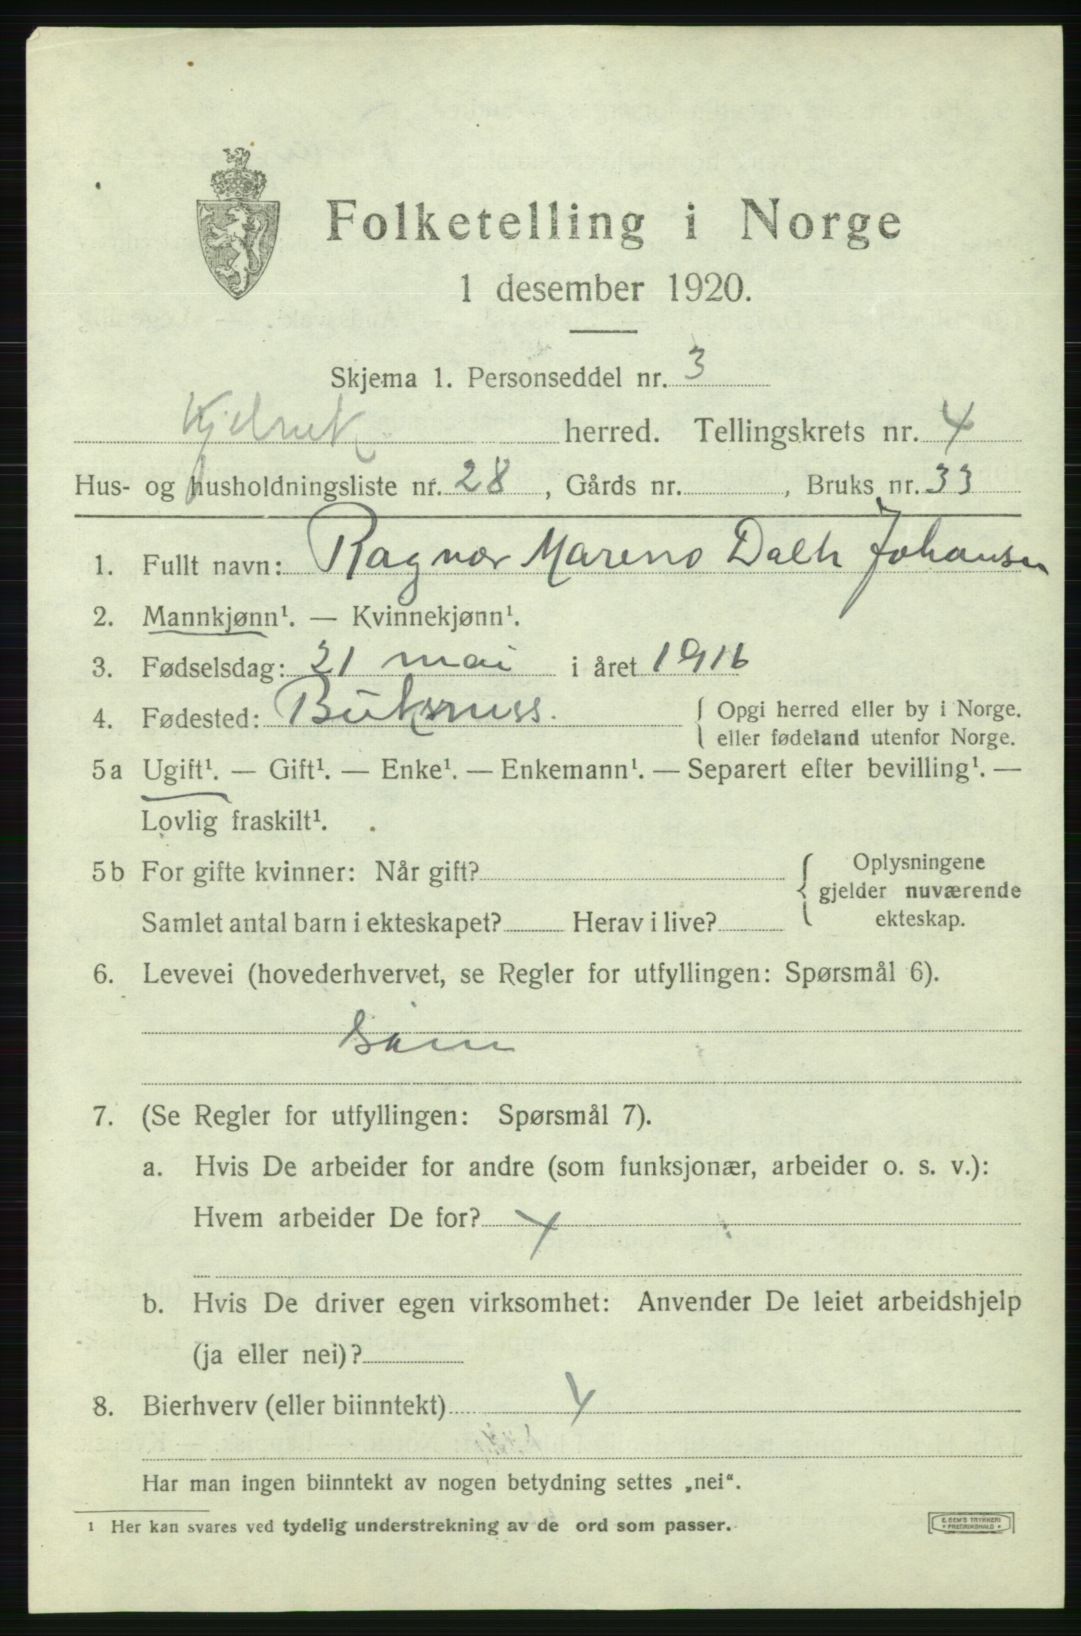 Folketelling i Norge
1 desember 1920.
Skjema 1. Personseddel nr. 3
herred. Tellingskrets nr. 4
Hus- og husholdningsliste nr. 28, Gårds nr. , Bruks nr. 33
1. Fullt navn: Ragnar Mareno Dalh Johansen
2. Mannkjønn¹. — Kvinnekjønn¹.
3. Fødselsdag: 21 mai i året 1916
4. Fødested: Buksnuss. { Opgi herred eller by i Norge.
eller fødeland utenfor Norge.
5a Ugift¹. — Gift¹. — Enke¹. — Enkemann¹. — Separert efter bevilling¹. —
Lovlig fraskilt¹.
5b For gifte kvinner: Når gift? { Oplysningene
gjelder nuværende
Samlet antal barn i ekteskapet? Herav i live? ekteskap.
6. Levevei (hovederhvervet, se Regler for utfyllingen: Spørsmål 6).
7. (Se Regler for utfyllingen: Spørsmål 7).
a. Hvis De arbeider for andre (som funksjonær, arbeider o. s. v.):
Hvem arbeider De for?
b. Hvis De driver egen virksomhet: Anvender De leiet arbeidshjelp
(ja eller nei)?
8. Bierhverv (eller biinntekt)
Har man ingen biinntekt av nogen betydning settes „nei“.
¹ Her kan svares ved tydelig understrekning av de ord som passer.
E. SEM'S TRYKKERI
FREDRIKSHALD